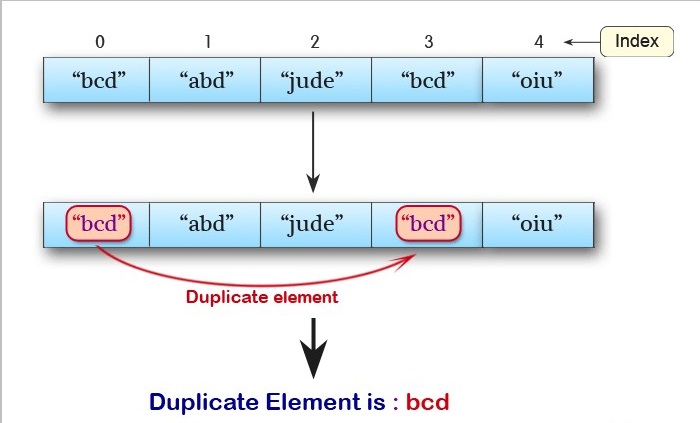 0 1 2 3 4 Index
“bcd” “abd” “jude” “bcd” “oiu”
“bcd” “abd” “jude” “bcd” “oiu”
Duplicate element
Duplicate Element is : bcd